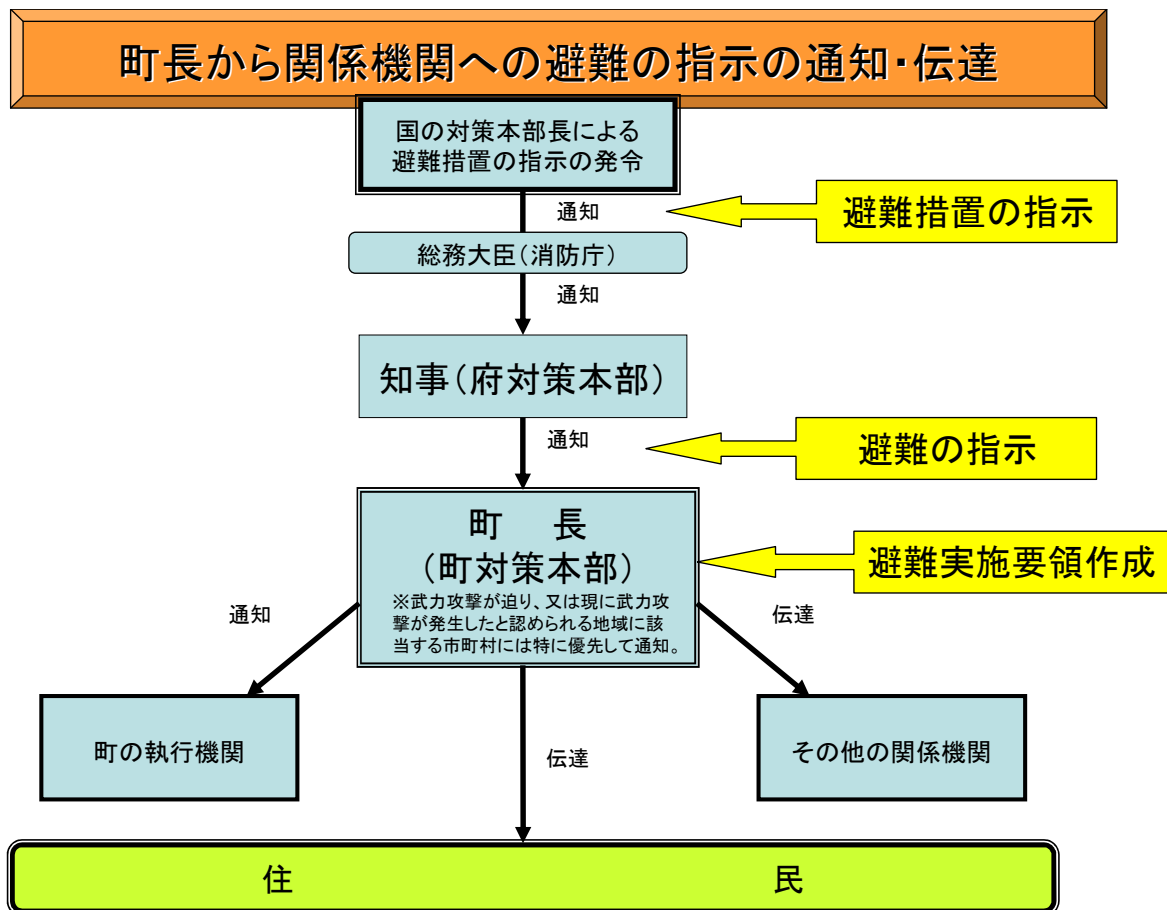 町長から関係機関への避難の指示の通知・伝達
国の対策本部長による
避難措置の指示の発令
通知
避難措置の指示
総務大臣(消防庁)
通知
知事(府対策本部)
通知
避難の指示
町 長
(町対策本部)
※武力攻撃が迫り、又は現に武力攻
撃が発生したと認められる地域に該
当する市町村には特に優先して通知。
避難実施要領作成
通知
伝達
町の執行機関
伝達
その他の関係機関
住 民